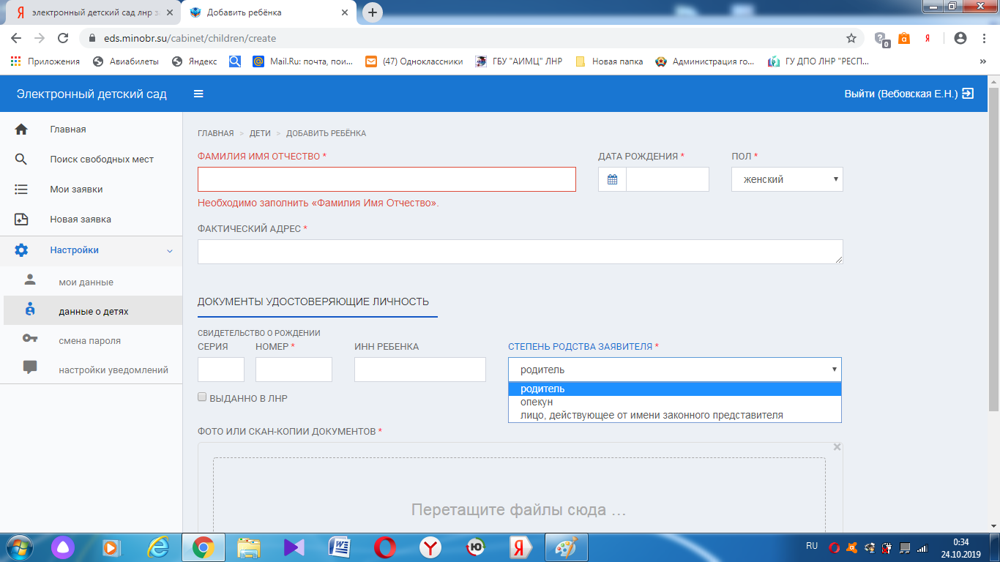 электронный детский сад лнр за
Добавить ребёнка
eds.minobr.su/cabinet/children/create
Приложения
Авиабилеты
Яндекс
Mail.Ru: почта, пои...
(47) Одноклассники
ГБУ "АИМЦ" ЛНР
Новая папка
Администрация го...
ГУ ДПО ЛНР "РЕСП...
»
Электронный детский сад
Выйти (Вебовская Е.Н.)
Главная
Поиск свободных мест
Мои заявки
Новая заявка
Настройки
мои данные
данные о детях
смена пароля
настройки уведомлений
ГЛАВНАЯ > ДЕТИ > ДОБАВИТЬ РЕБЁНКА
ФАМИЛИЯ ИМЯ ОТЧЕСТВО *
ДАТА РОЖДЕНИЯ *
ПОЛ *
женский
Необходимо заполнить «Фамилия Имя Отчество».
ФАКТИЧЕСКИЙ АДРЕС *
ДОКУМЕНТЫ УДОСТОВЕРЯЮЩИЕ ЛИЧНОСТЬ
СВИДЕТЕЛЬСТВО О РОЖДЕНИИ
СЕРИЯ
НОМЕР *
ИНН РЕБЕНКА
СТЕПЕНЬ РОДСТВА ЗАЯВИТЕЛЯ *
родитель
родитель
опекун
лицо, действующее от имени законного представителя
ВЫДАННО В ЛНР
ФОТО ИЛИ СКАН-КОПИИ ДОКУМЕНТОВ *
Перетащите файлы сюда ...
RU
0:34
24.10.2019